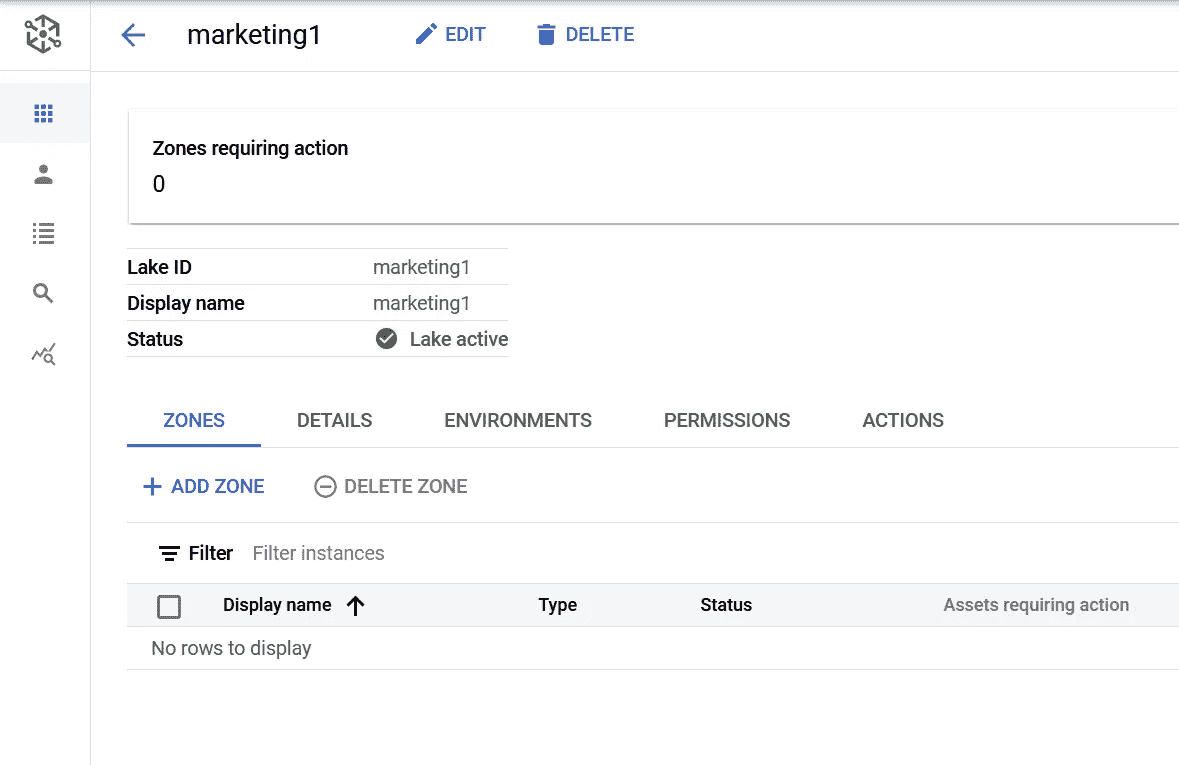 marketing1 EDIT DELETE
Zones requiring action
0
Lake ID marketing1
Display name marketing1
Status Lake active
ZONES DETAILS ENVIRONMENTS PERMISSIONS ACTIONS
ADD ZONE DELETE ZONE
Filter Filter instances
Display name Type Status Assets requiring action
No rows to display